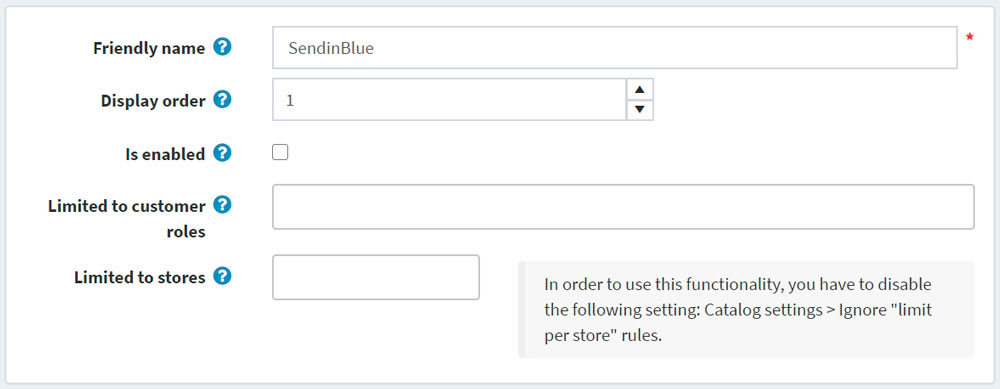 Friendly name ? SendinBlue *
Display order ? 1
Is enabled ?
Limited to customer ?
roles
Limited to stores ?
In order to use this functionality, you have to disable
the following setting: Catalog settings > Ignore "limit
per store" rules.